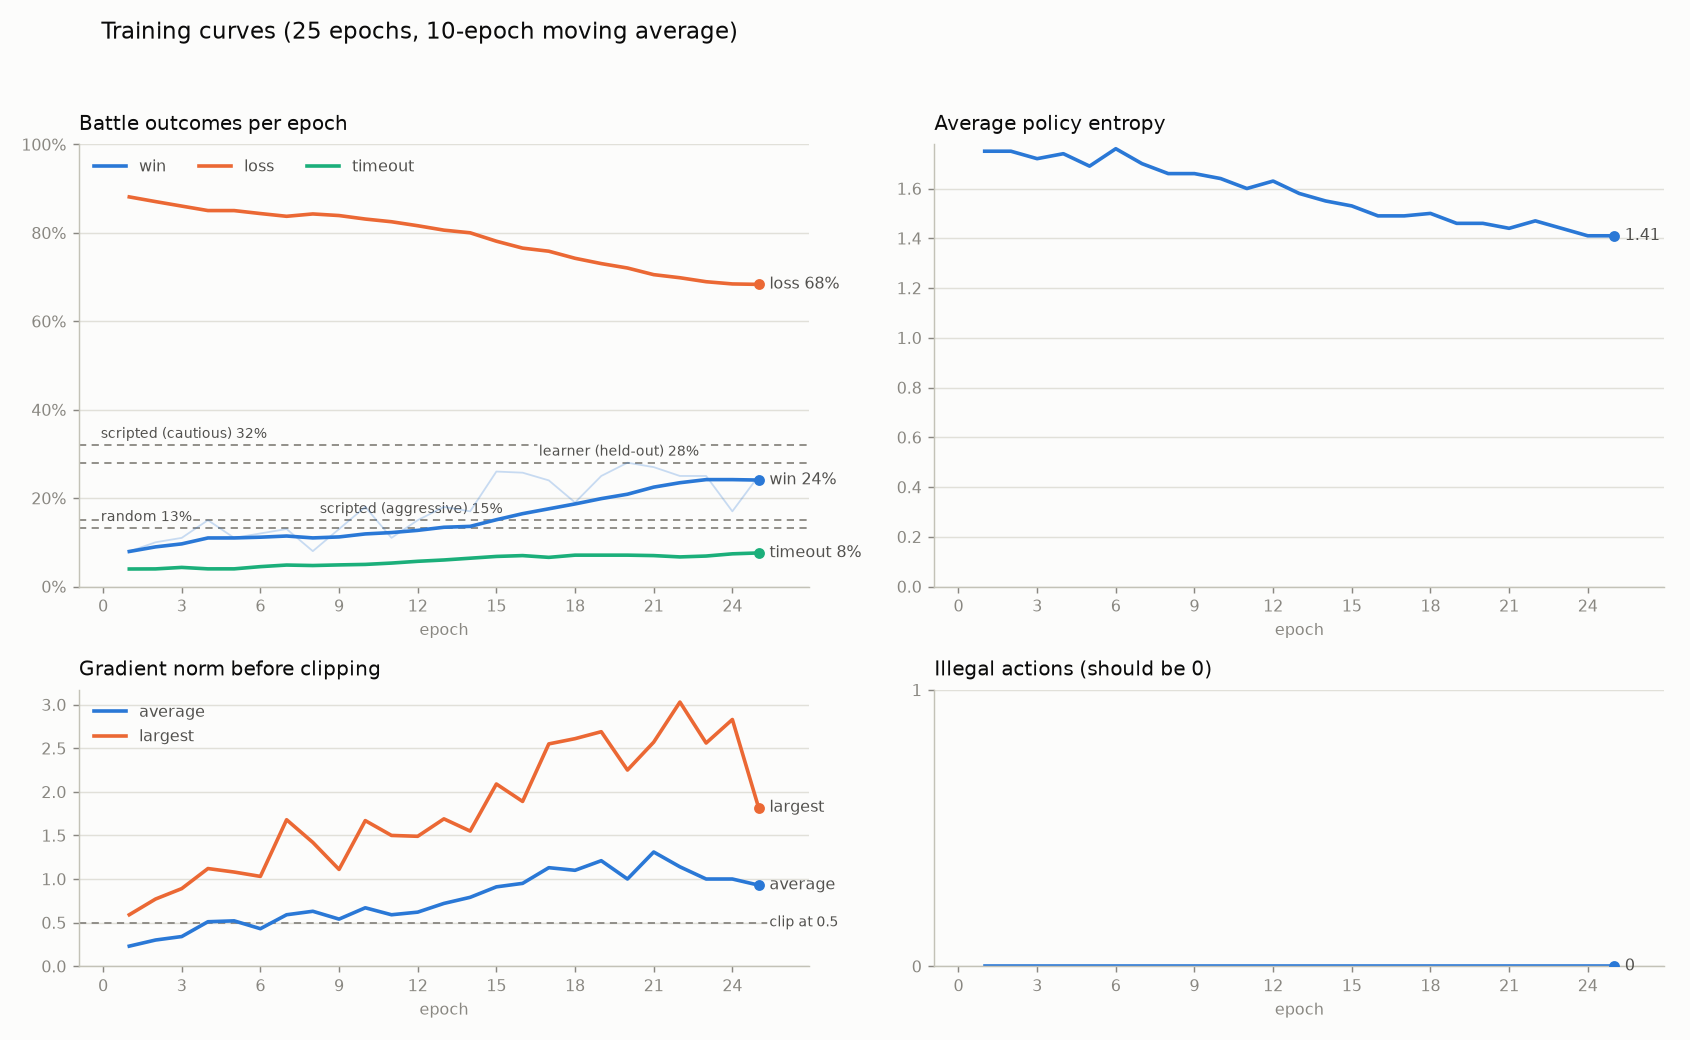 Training curves (25 epochs, 10-epoch moving average)
Battle outcomes per epoch
100%
80%
60%
40%
20%
0%
win
loss
timeout
loss 68%
scripted (cautious) 32%
learner (held-out) 28%
win 24%
scripted (aggressive) 15%
random 13%
timeout 8%
0
3
6
9
12
15
18
21
24
epoch
Average policy entropy
1.6
1.4
1.2
1.0
0.8
0.6
0.4
0.2
0.0
1.41
0
3
6
9
12
15
18
21
24
epoch
Gradient norm before clipping
3.0
2.5
2.0
1.5
1.0
0.5
0.0
average
largest
largest
average
clip at 0.5
0
3
6
9
12
15
18
21
24
epoch
Illegal actions (should be 0)
1
0
0
0
3
6
9
12
15
18
21
24
epoch